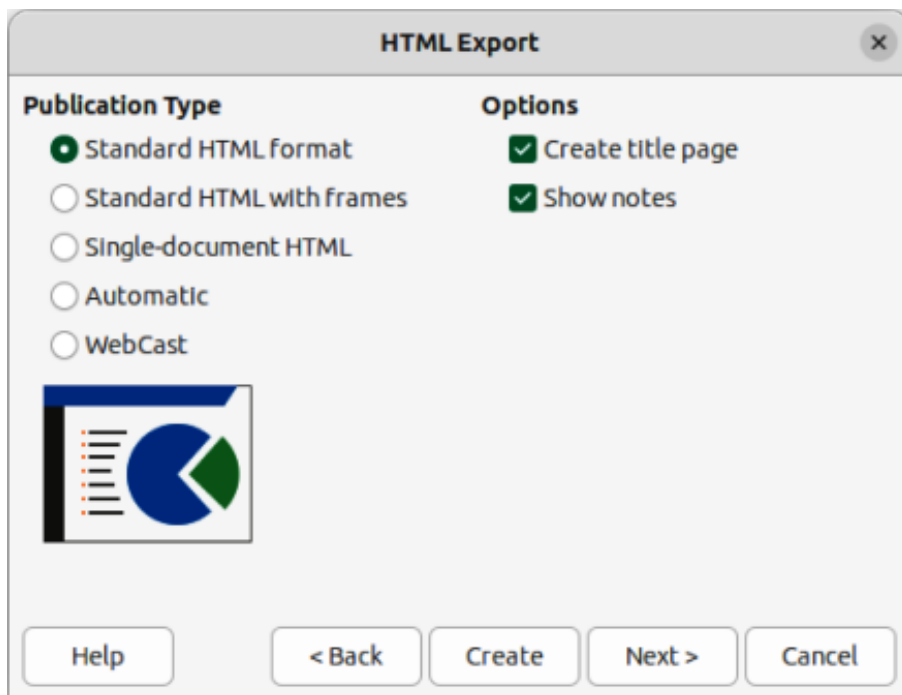 HTML Export
Publication Type
Standard HTML format
Standard HTML with frames
Single-document HTML
Automatic
WebCast
Options
Create title page
Show notes
Help
< Back
Create
Next >
Cancel